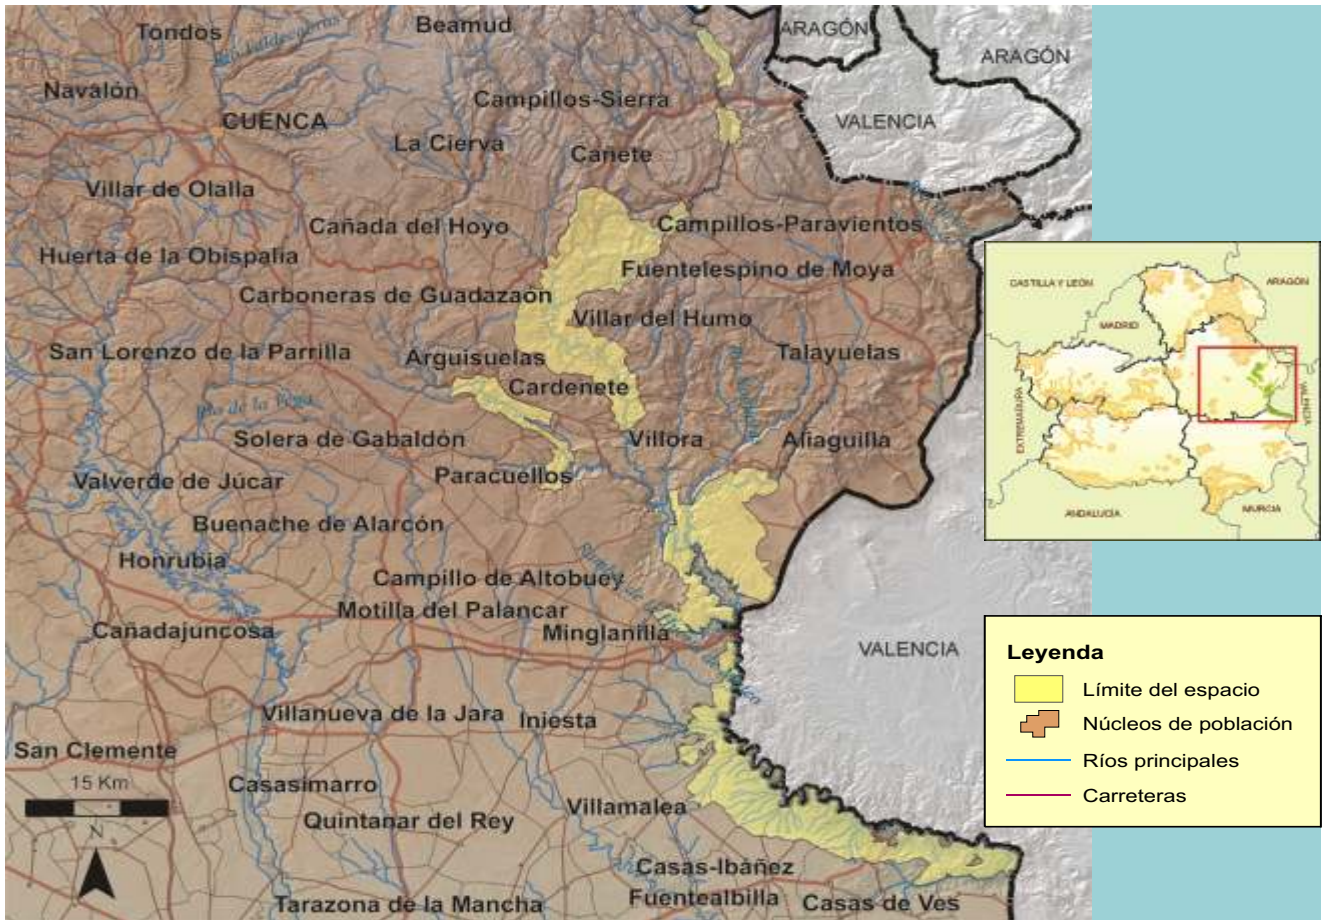 Tondos
Beamud
ARAGÓN
ARAGÓN
Navalón
Campillos-Sierra
CUENCA
VALENCIA
La Cierva
Cañete
Villar de Olalla
Cañada del Hoyo
Campillos-Paravientos
Huerta de la Obispalia
Fuentelespino de Moya
Carboneras de Guadazaón
Villar del Humo
San Lorenzo de la Parrilla
Arguisuelas
Talayuelas
Cardenete
Río de la Vega
Solera de Gabaldón
Villora
Aliaguilla
Paracuellos
Valverde de Júcar
Buenache de Alarcón
Honrubia
Campillo de Altobuey
Motilla del Palancar
Cañadajuncosa
Minglanilla
VALENCIA
Villanueva de la Jara
Iniesta
San Clemente
15 Km
Casasimarro
Villamalea
Quintanar del Rey
N
Casas-Ibáñez
Fuentealbilla
Casas de Ves
Tarazona de la Mancha
CASTILLA Y LEÓN
ARAGÓN
MADRID
EXTREMADURA
VALENCIA
ANDALUCÍA
MURCIA
Leyenda
Límite del espacio
Núcleos de población
Ríos principales
Carreteras